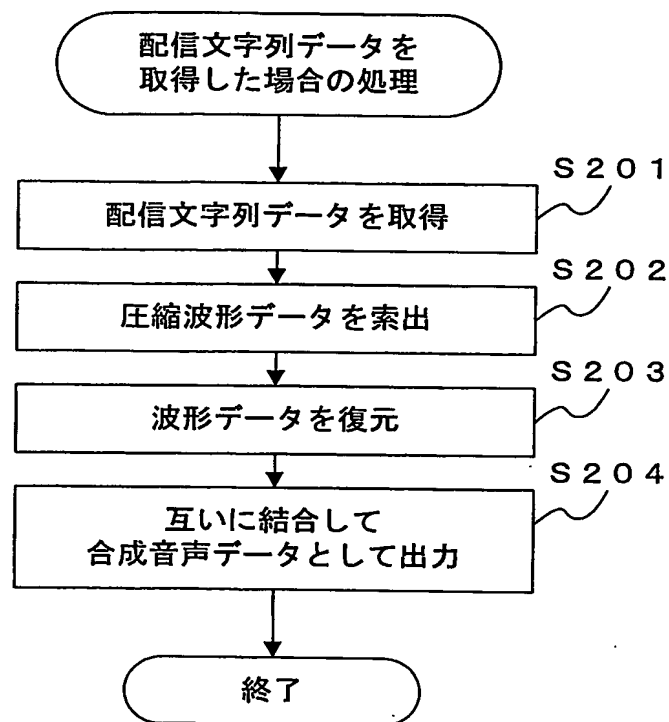 配信文字列データを
取得した場合の処理
S201
配信文字列データを取得
S202
圧縮波形データを索出
S203
波形データを復元
S204
互いに結合して
合成音声データとして出力
終了